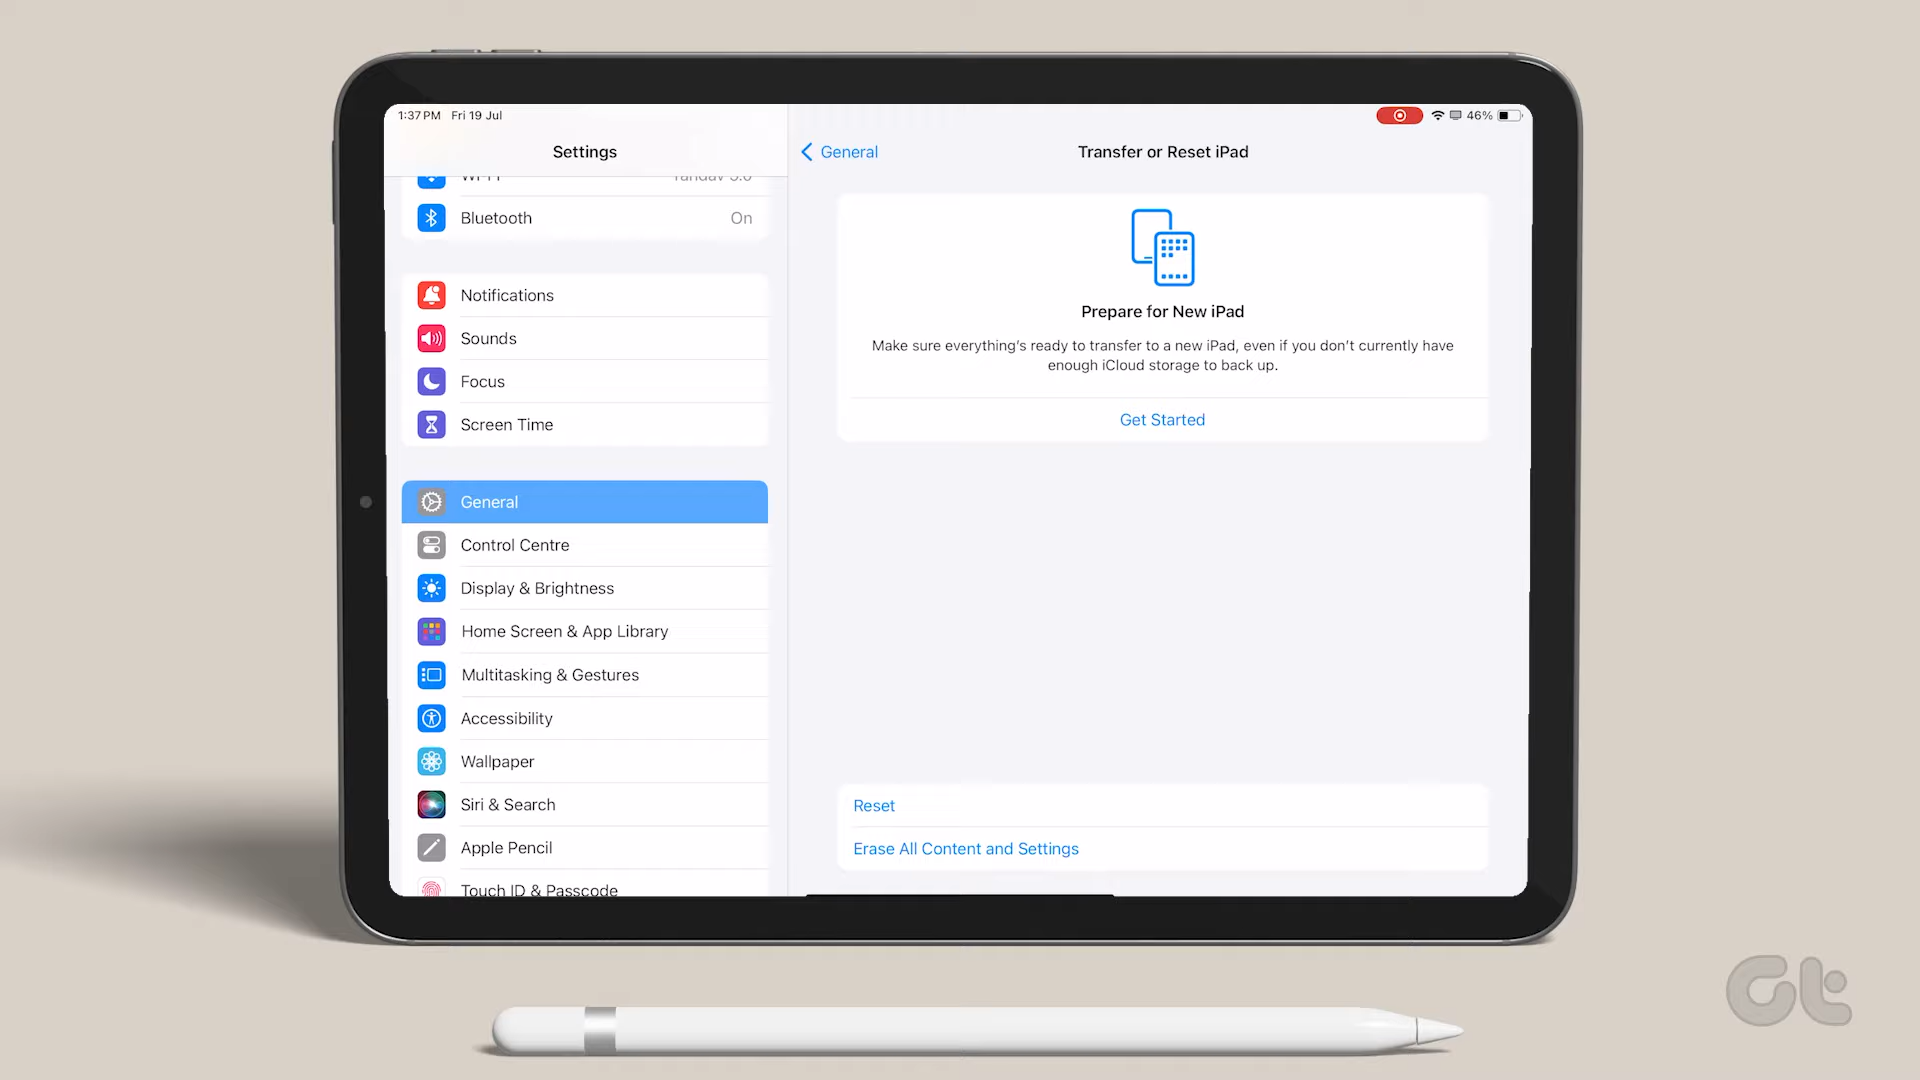 1:37 PM Fri 19 Jul
46%
Settings
Wi-Fi
Bluetooth On
Notifications
Sounds
Focus
Screen Time
General
Control Centre
Display & Brightness
Home Screen & App Library
Multitasking & Gestures
Accessibility
Wallpaper
Siri & Search
Apple Pencil
Touch ID & Passcode
General
Transfer or Reset iPad
Prepare for New iPad
Make sure everything's ready to transfer to a new iPad, even if you don't currently have
enough iCloud storage to back up.
Get Started
Reset
Erase All Content and Settings
Gt